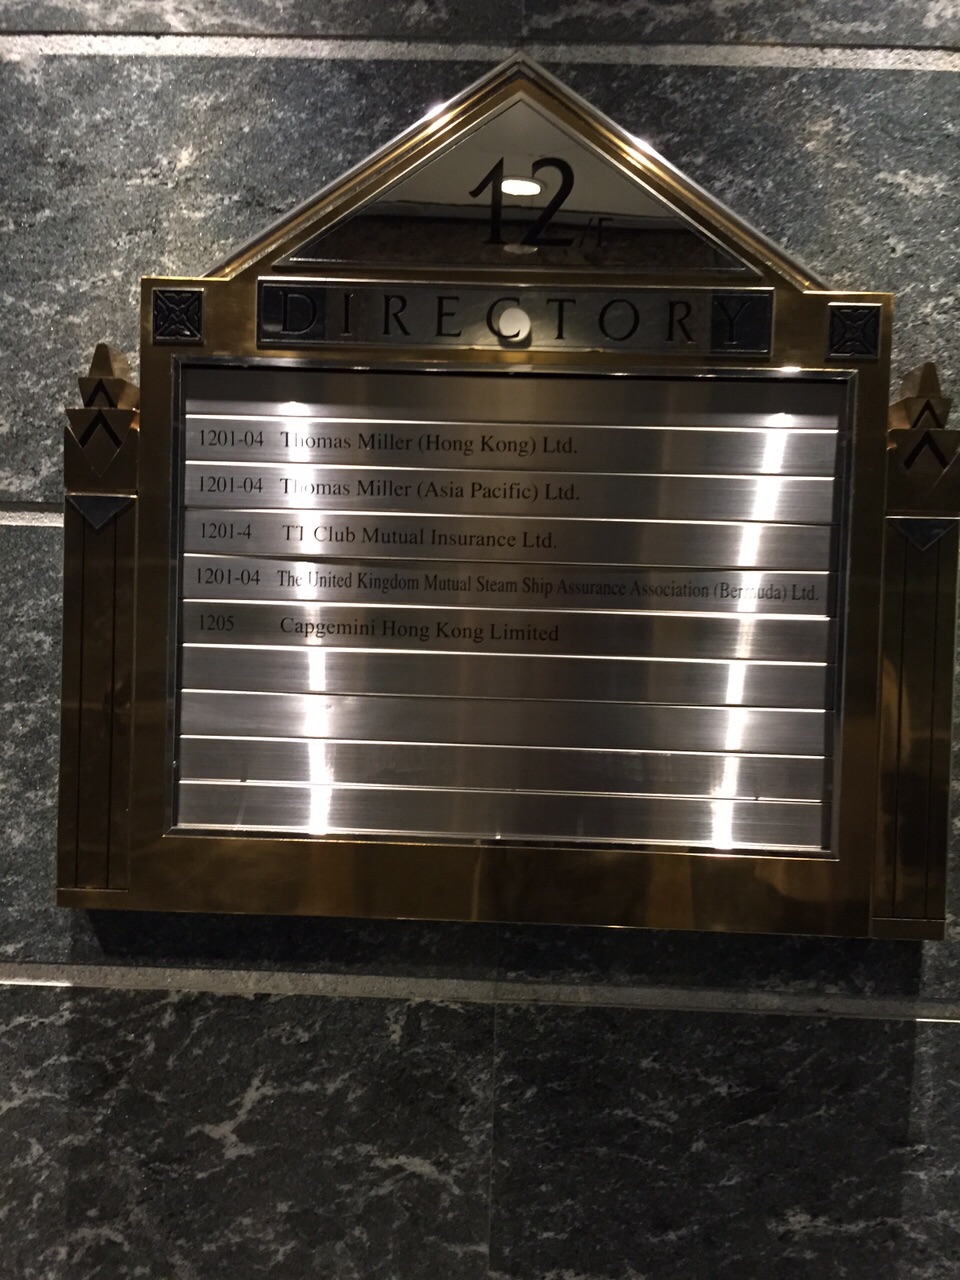 12/F
DIRECTORY
1201-04 Thomas Miller (Hong Kong) Ltd.
1201-04 Thomas Miller (Asia Pacific) Ltd.
1201-4 TT Club Mutual Insurance Ltd.
1201-04 The United Kingdom Mutual Steam Ship Assurance Association (Bermuda) Ltd.
1205 Capgemini Hong Kong Limited